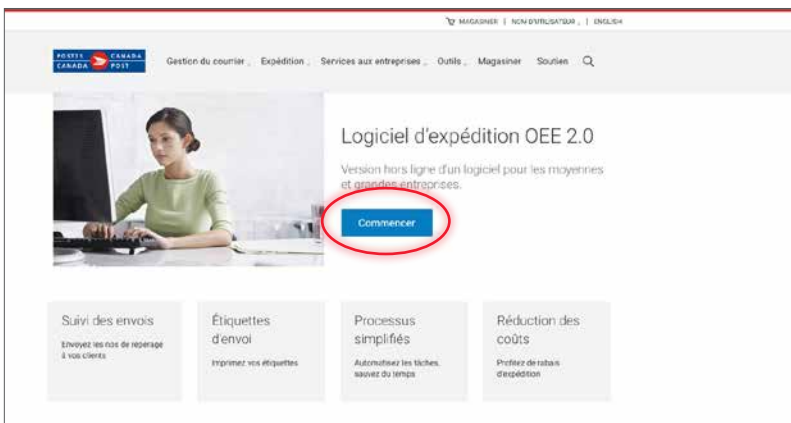 MAGASINER | NOM D'UTILISATEUR | ENGLISH
POSTES CANADA
CANADA POST
Gestion du courrier Expédition Services aux entreprises Outils Magasiner Soutien
Logiciel d'expédition OEE 2.0
Version hors ligne d'un logiciel pour les moyennes
et grandes entreprises.
Commencer
Suivi des envois
Envoyez les nos de repérage
à vos clients
Étiquettes
d'envoi
Imprimez vos étiquettes
Processus
simplifiés
Automatisez les tâches,
sauvez du temps
Réduction des
coûts
Profitez de rabais
d'expédition